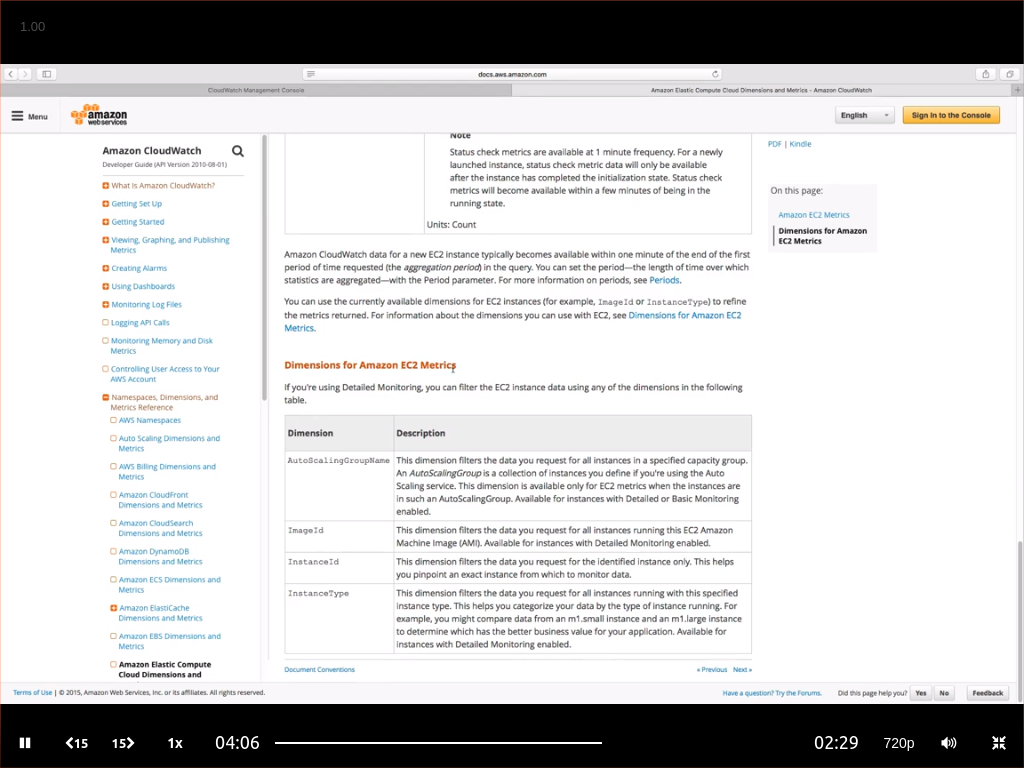 1.00
docs.aws.amazon.com
CloudWatch Management Console
Amazon Elastic Compute Cloud Dimensions and Metrics - Amazon CloudWatch
Menu
amazon
web services
English
Sign In to the Console
Amazon CloudWatch
Developer Guide (API Version 2010-08-01)
What Is Amazon CloudWatch?
Getting Set Up
Getting Started
Viewing, Graphing, and Publishing
Metrics
Creating Alarms
Using Dashboards
Monitoring Log Files
Logging API Calls
Monitoring Memory and Disk
Metrics
Controlling User Access to Your
AWS Account
Namespaces, Dimensions, and
Metrics Reference
AWS Namespaces
Auto Scaling Dimensions and
Metrics
AWS Billing Dimensions and
Metrics
Amazon CloudFront
Dimensions and Metrics
Amazon CloudSearch
Dimensions and Metrics
Amazon DynamoDB
Dimensions and Metrics
Amazon ECS Dimensions and
Metrics
Amazon ElastiCache
Dimensions and Metrics
Amazon EBS Dimensions and
Metrics
Amazon Elastic Compute
Cloud Dimensions and
Note
Status check metrics are available at 1 minute frequency. For a newly
launched instance, status check metric data will only be available
after the instance has completed the initialization state. Status check
metrics will become available within a few minutes of being in the
running state.
Units: Count
Amazon CloudWatch data for a new EC2 instance typically becomes available within one minute of the end of the first
period of time requested (the aggregation period) in the query. You can set the period—the length of time over which
statistics are aggregated—with the Period parameter. For more information on periods, see Periods.
You can use the currently available dimensions for EC2 instances (for example, ImageId or InstanceType) to refine
the metrics returned. For information about the dimensions you can use with EC2, see Dimensions for Amazon EC2
Metrics.
Dimensions for Amazon EC2 Metrics
If you're using Detailed Monitoring, you can filter the EC2 instance data using any of the dimensions in the following
table.
Dimension Description
AutoScalingGroupName This dimension filters the data you request for all instances in a specified capacity group.
An AutoScalingGroup is a collection of instances you define if you're using the Auto
Scaling service. This dimension is available only for EC2 metrics when the instances are
in such an AutoScalingGroup. Available for instances with Detailed or Basic Monitoring
enabled.
ImageId This dimension filters the data you request for all instances running this EC2 Amazon
Machine Image (AMI). Available for instances with Detailed Monitoring enabled.
InstanceId This dimension filters the data you request for the identified instance only. This helps
you pinpoint an exact instance from which to monitor data.
InstanceType This dimension filters the data you request for all instances running with this specified
instance type. This helps you categorize your data by the type of instance running. For
example, you might compare data from an m1.small instance and an m1.large instance
to determine which has the better business value for your application. Available for
instances with Detailed Monitoring enabled.
Document Conventions « Previous Next »
PDF | Kindle
On this page:
Amazon EC2 Metrics
Dimensions for Amazon
EC2 Metrics
Terms of Use | © 2015, Amazon Web Services, Inc. or its affiliates. All rights reserved.
Have a question? Try the Forums. Did this page help you? Yes No Feedback
15 15 1x 04:06 02:29 720p